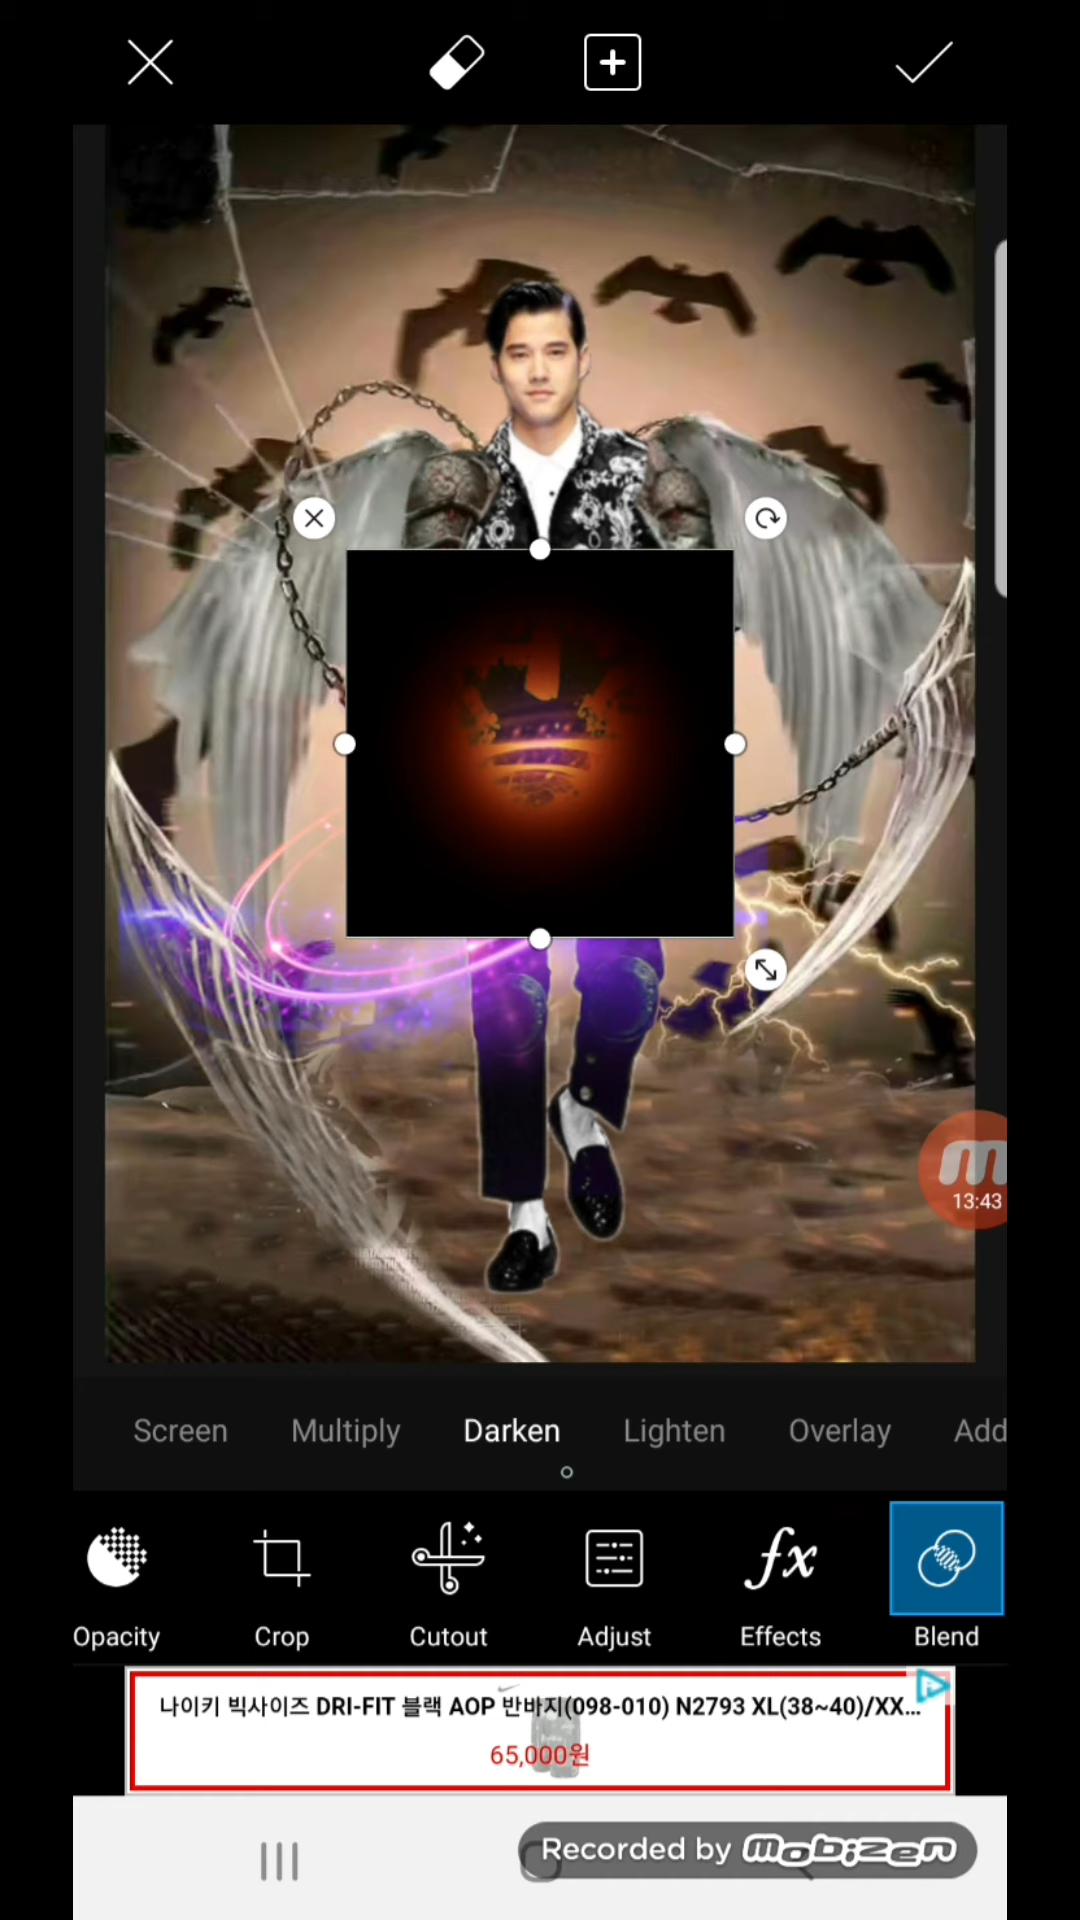 13:43
Screen Multiply Darken Lighten Overlay Add
Opacity Crop Cutout Adjust Effects Blend
나이키 빅사이즈 DRI-FIT 블랙 AOP 반바지(098-010) N2793 XL(38~40)/XX...
65,000원
Recorded by mobizen